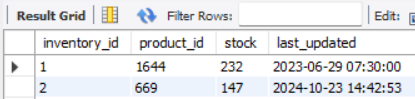 Result Grid Filter Rows: Edit:
inventory_id product_id stock last_updated
1 1644 232 2023-06-29 07:30:00
2 669 147 2024-10-23 14:42:53